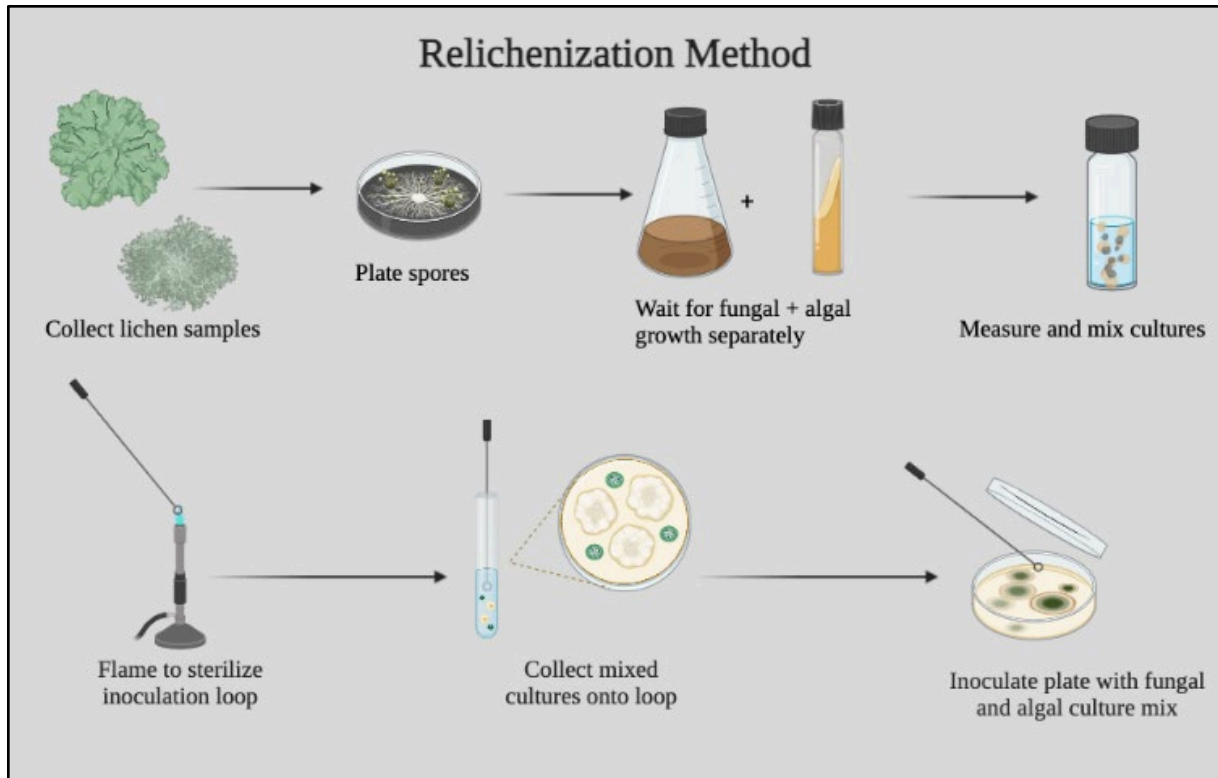 Relichenization Method
Collect lichen samples
Plate spores
+
Wait for fungal + algal
growth separately
Measure and mix cultures
Flame to sterilize
inoculation loop
Collect mixed
cultures onto loop
Inoculate plate with fungal
and algal culture mix